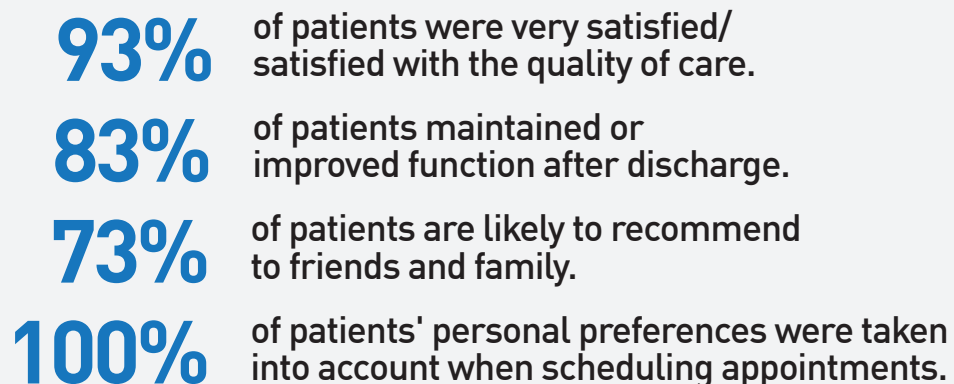 93% of patients were very satisfied/
satisfied with the quality of care.
83% of patients maintained or
improved function after discharge.
73% of patients are likely to recommend
to friends and family.
100% of patients' personal preferences were taken
into account when scheduling appointments.